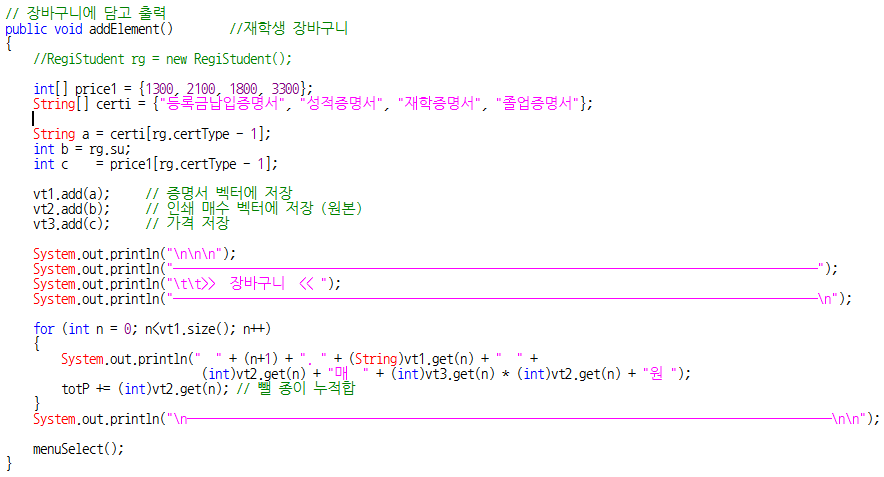 // 장바구니에 담고 출력
public void addElement()        //재학생 장바구니
{
    //RegiStudent rg = new RegiStudent();
    int[] price1 = {1300, 2100, 1800, 3300};
    String[] certi = {"등록금납입증명서", "성적증명서", "재학증명서", "졸업증명서"};
    String a = certi[rg.certType - 1];
    int b = rg.su;
    int c    = price1[rg.certType - 1];
    vt1.add(a);     // 증명서 벡터에 저장
    vt2.add(b);     // 인쇄 매수 벡터에 저장 (원본)
    vt3.add(c);     // 가격 저장
    System.out.println("\n\n\n");
    System.out.println("────────────────────────────────────────────────");
    System.out.println("\t\t>>  장바구니  << ");
    System.out.println("────────────────────────────────────────────────\n");
    for (int n = 0; n<vt1.size(); n++)
    {
        System.out.println("  " + (n+1) + ". " + (String)vt1.get(n) + "  " +
                            (int)vt2.get(n) + "매  " + (int)vt3.get(n) * (int)vt2.get(n) + "원 ");
        totP += (int)vt2.get(n); // 뺄 종이 누적합
    }
    System.out.println("\n────────────────────────────────────────────────\n\n");
    menuSelect();
}